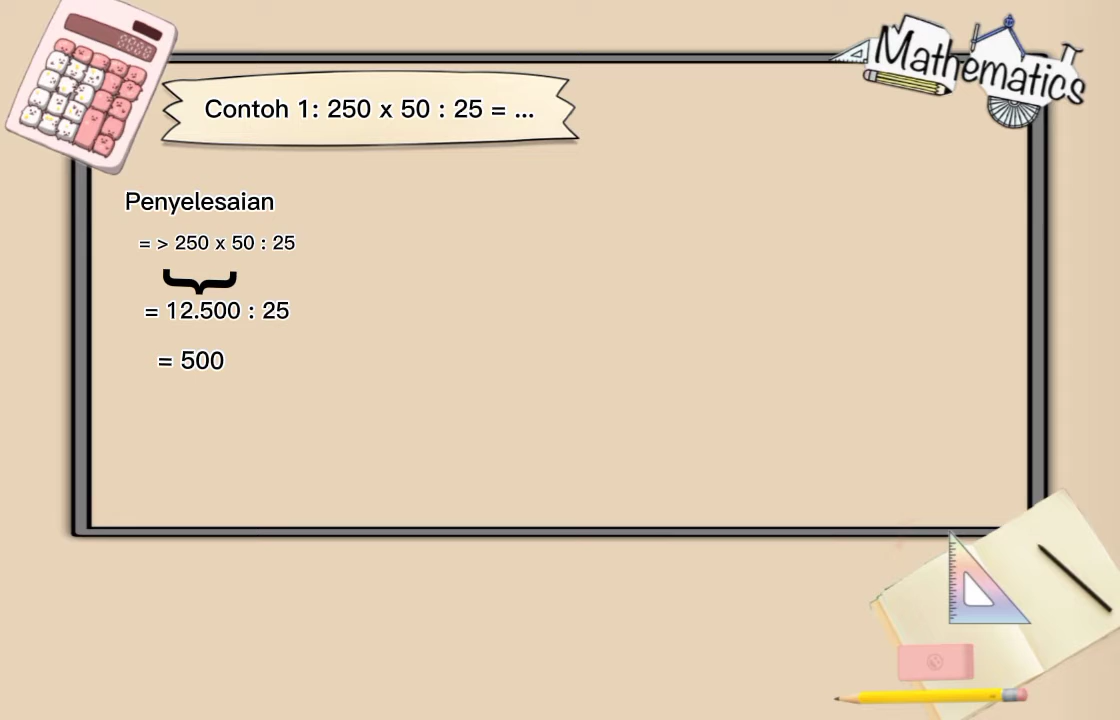 Mathematics
Contoh 1: 250 x 50 : 25 = ...
Penyelesaian
= > 250 x 50 : 25
= 12.500 : 25
= 500